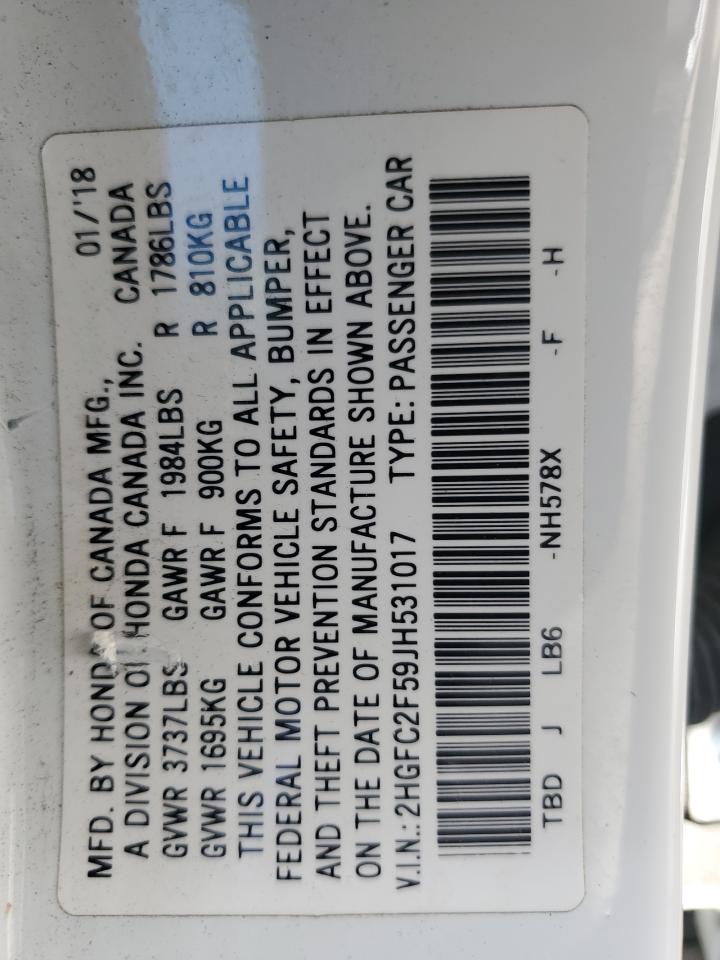 MFD. BY HONDA OF CANADA MFG., 01/'18
A DIVISION OF HONDA CANADA INC. CANADA
GVWR 3737LBS GAWR F 1984LBS R 1786LBS
GVWR 1695KG GAWR F 900KG R 810KG
THIS VEHICLE CONFORMS TO ALL APPLICABLE
FEDERAL MOTOR VEHICLE SAFETY, BUMPER,
AND THEFT PREVENTION STANDARDS IN EFFECT
ON THE DATE OF MANUFACTURE SHOWN ABOVE.
V.I.N.: 2HGFC2F59JH531017 TYPE: PASSENGER CAR
TBD J LB6 -NH578X -F -H